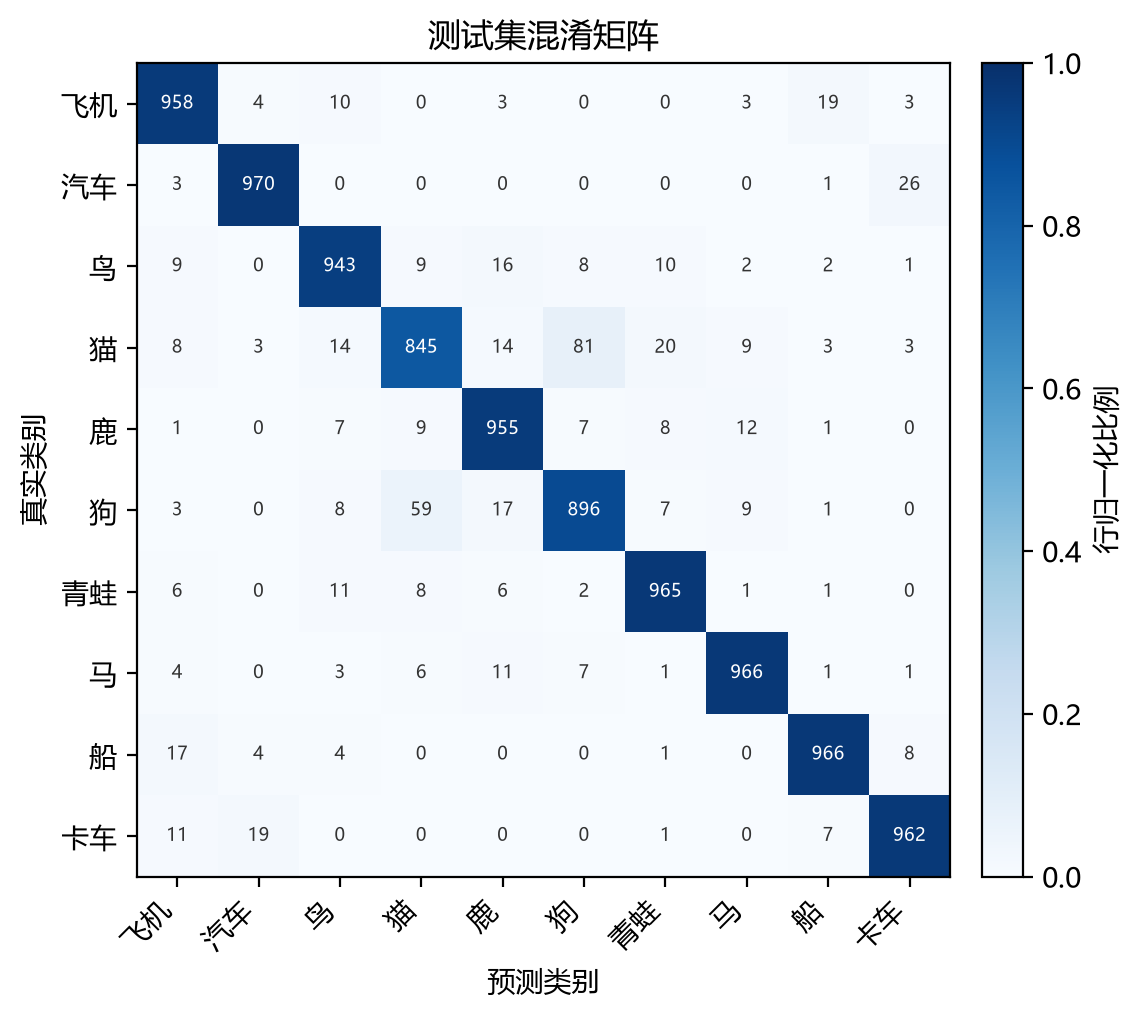 测试集混淆矩阵
飞机 958 4 10 0 3 0 0 3 19 3
汽车 3 970 0 0 0 0 0 0 1 26
鸟 9 0 943 9 16 8 10 2 2 1
猫 8 3 14 845 14 81 20 9 3 3
鹿 1 0 7 9 955 7 8 12 1 0
狗 3 0 8 59 17 896 7 9 1 0
青蛙 6 0 11 8 6 2 965 1 1 0
马 4 0 3 6 11 7 1 966 1 1
船 17 4 4 0 0 0 1 0 966 8
卡车 11 19 0 0 0 0 1 0 7 962
飞机 汽车 鸟 猫 鹿 狗 青蛙 马 船 卡车
预测类别
真实类别
1.0
0.8
0.6
0.4
0.2
0.0
行归一化比例